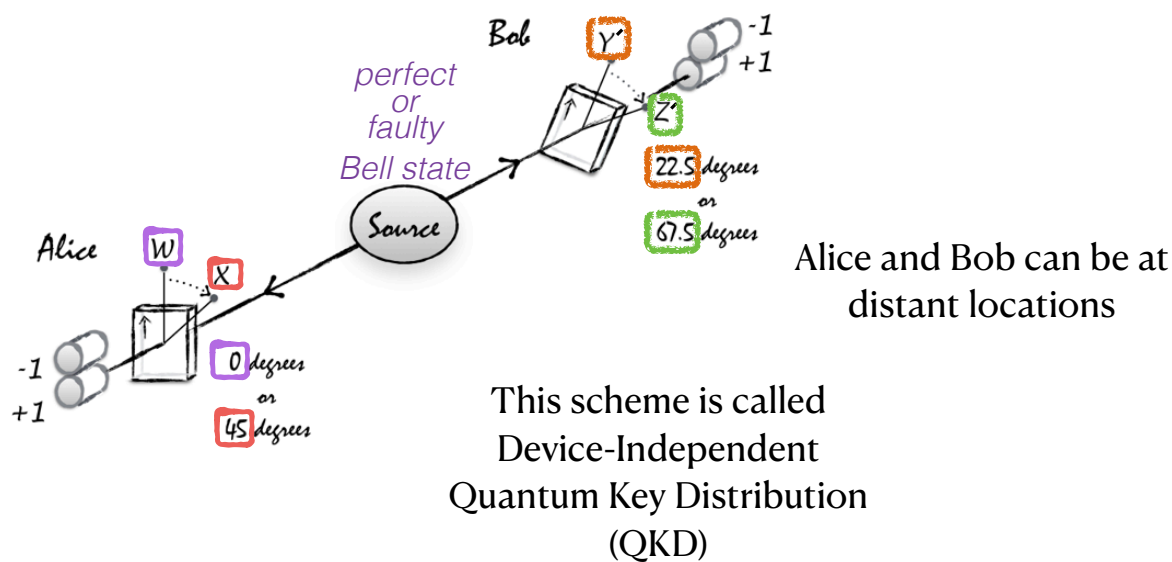 Bob
Y´
-1
+1
Z´
perfect
or
faulty
Bell state
22.5 degrees
or
67.5 degrees
Source
Alice
W
X
-1
+1
0 degrees
or
45 degrees
Alice and Bob can be at
distant locations
This scheme is called
Device-Independent
Quantum Key Distribution
(QKD)